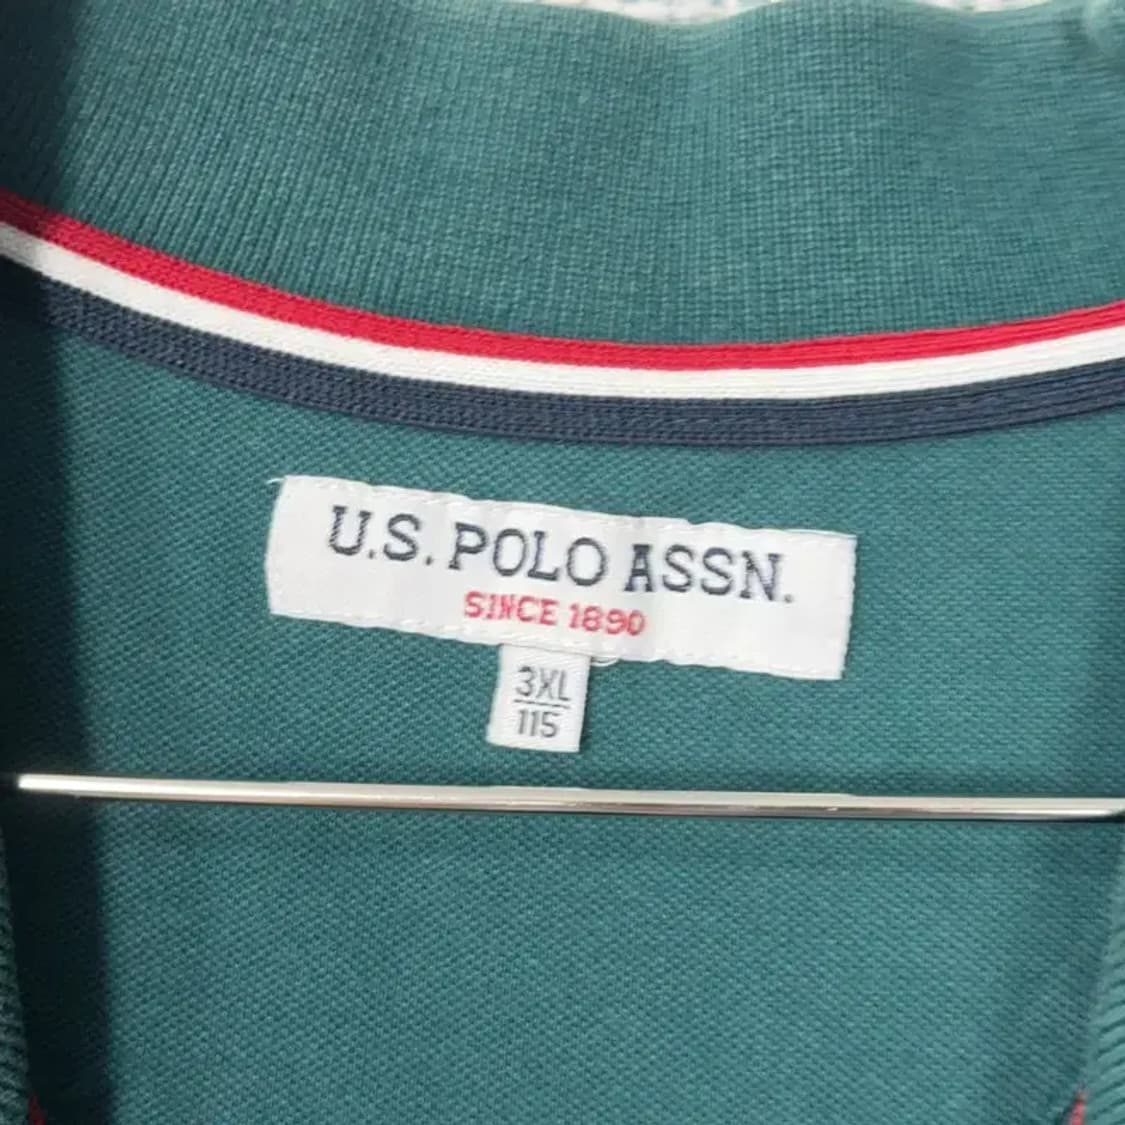 U.S. POLO ASSN.
SINCE 1890
3XL
115